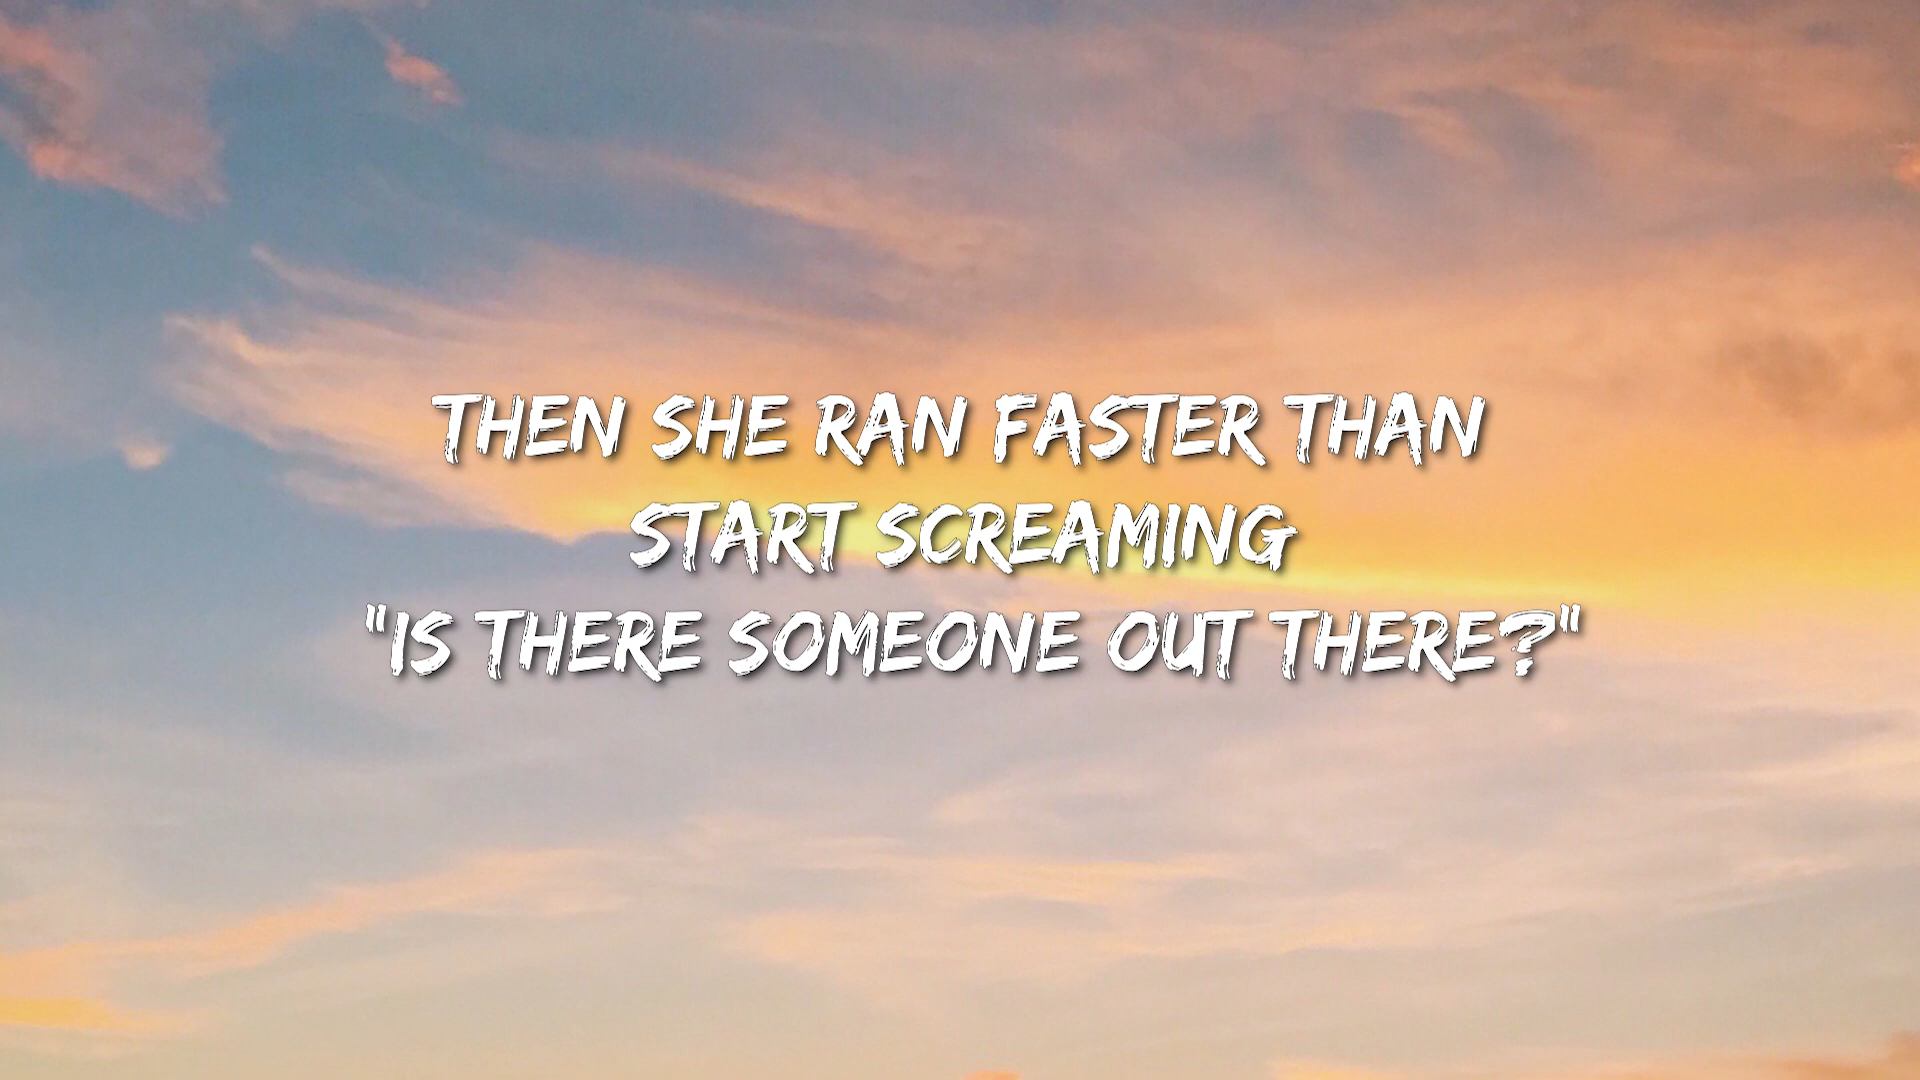 THEN SHE RAN FASTER THAN
START SCREAMING
"IS THERE SOMEONE OUT THERE?"